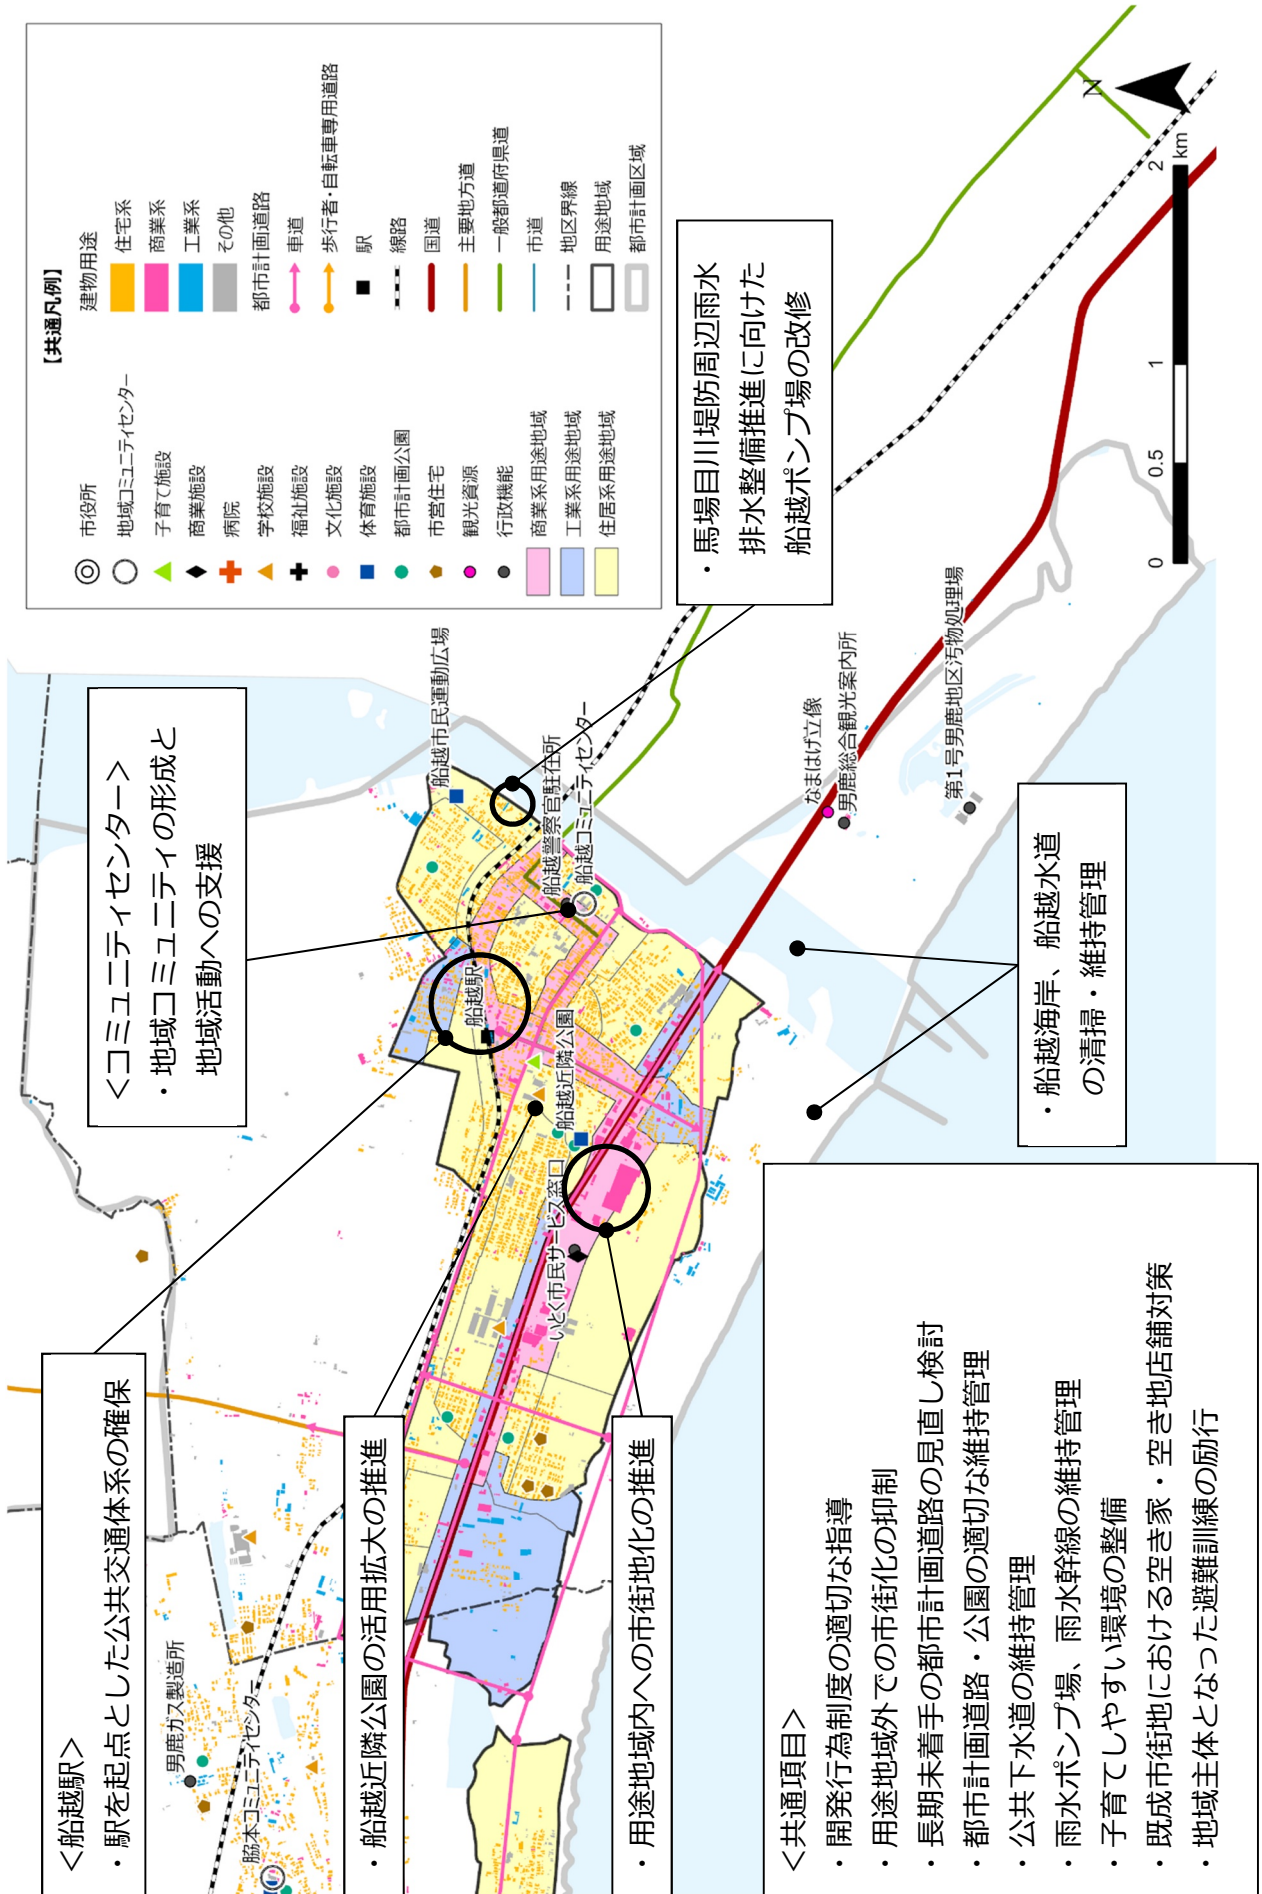 ＜船越駅＞
・駅を起点とした公共交通体系の確保
＜コミュニティセンター＞
・地域コミュニティの形成と
地域活動への支援
【共通凡例】
市役所
地域コミュニティセンター
子育て施設
商業施設
病院
学校施設
福祉施設
文化施設
体育施設
都市計画公園
市営住宅
観光資源
行政機能
商業系用途地域
工業系用途地域
住居系用途地域
建物用途
住宅系
商業系
工業系
その他
都市計画道路
車道
歩行者・自転車専用道路
駅
線路
国道
主要地方道
一般都道府県道
市道
地区界線
用途地域
都市計画区域
・船越近隣公園の活用拡大の推進
・用途地域内への市街地化の推進
・馬場目川堤防周辺雨水
排水整備推進に向けた
船越ポンプ場の改修
・船越海岸、船越水道
の清掃・維持管理
＜共通項目＞
・開発行為制度の適切な指導
・用途地域外での市街化の抑制
・長期未着手の都市計画道路の見直し検討
・都市計画道路・公園の適切な維持管理
・公共下水道の維持管理
・雨水ポンプ場、雨水幹線の維持管理
・子育てしやすい環境の整備
・既成市街地における空き家・空き地店舗対策
・地域主体となった避難訓練の励行
男鹿ガス製造所
脇本コミュニティセンター
船越市民運動広場
船越駅
船越警察官駐在所
船越コミュニティセンター
船越近隣公園
いとく市民サービス窓口
なまはげ立像
男鹿総合観光案内所
第1号男鹿地区汚物処理場
N
0 0.5 1 2
km